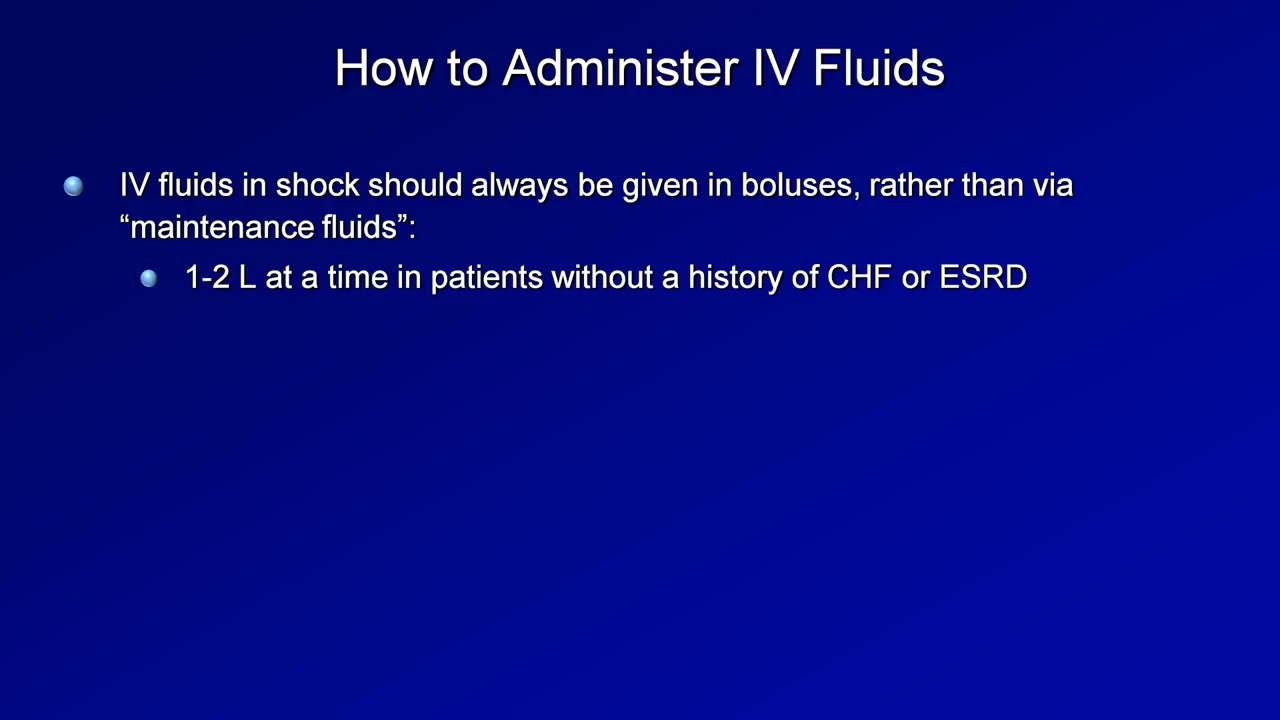 How to Administer IV Fluids
IV fluids in shock should always be given in boluses, rather than via
“maintenance fluids”:
1-2 L at a time in patients without a history of CHF or ESRD